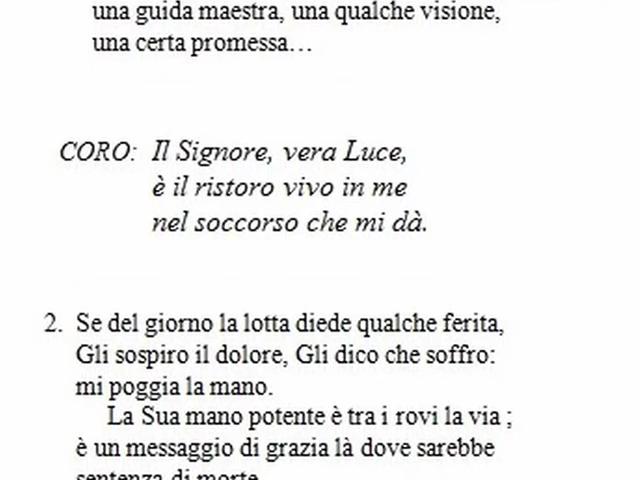 una guida maestra, una qualche visione,
una certa promessa…
CORO: Il Signore, vera Luce,
è il ristoro vivo in me
nel soccorso che mi dà.
2. Se del giorno la lotta diede qualche ferita,
Gli sospiro il dolore, Gli dico che soffro:
mi poggia la mano.
La Sua mano potente è tra i rovi la via ;
è un messaggio di grazia là dove sarebbe
sentenza di morte